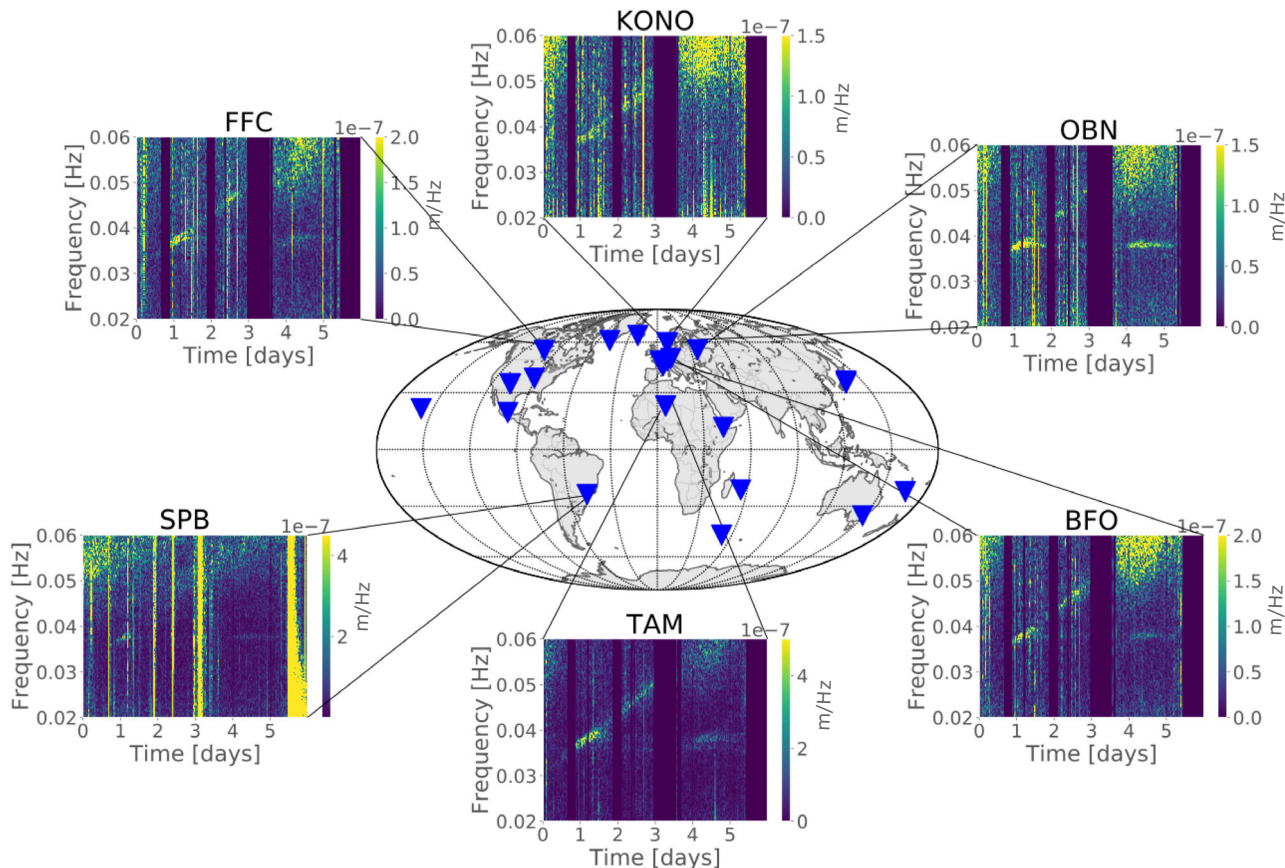 KONO
1e−7
0.06
0.05
0.04
0.03
0.02
Frequency [Hz]
0 1 2 3 4 5
Time [days]
1.5
1.0
0.5
0.0
m/Hz
FFC
1e−7
0.06
0.05
0.04
0.03
0.02
Frequency [Hz]
0 1 2 3 4 5
Time [days]
2.0
1.5
1.0
0.5
0.0
m/Hz
OBN
1e−7
0.06
0.05
0.04
0.03
0.02
Frequency [Hz]
0 1 2 3 4 5
Time [days]
1.5
1.0
0.5
0.0
m/Hz
SPB
1e−7
0.06
0.05
0.04
0.03
0.02
Frequency [Hz]
0 1 2 3 4 5
Time [days]
4
2
m/Hz
TAM
1e−7
0.06
0.05
0.04
0.03
0.02
Frequency [Hz]
0 1 2 3 4 5
Time [days]
4
2
0
m/Hz
BFO
1e−7
0.06
0.05
0.04
0.03
0.02
Frequency [Hz]
0 1 2 3 4 5
Time [days]
2.0
1.5
1.0
0.5
0.0
m/Hz